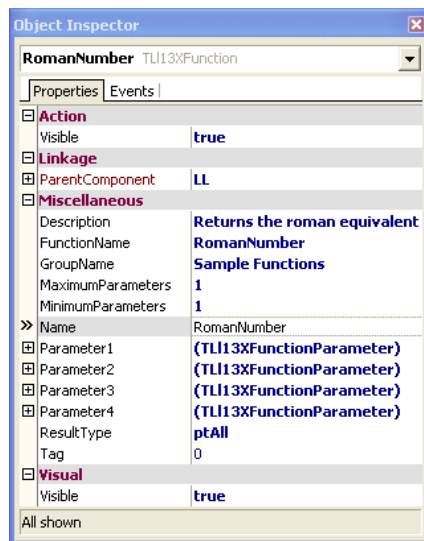 Object Inspector
RomanNumber TLl13XFunction
Properties Events
Action
Visible true
Linkage
ParentComponent LL
Miscellaneous
Description Returns the roman equivalent
FunctionName RomanNumber
GroupName Sample Functions
MaximumParameters 1
MinimumParameters 1
Name RomanNumber
Parameter1 (TLl13XFunctionParameter)
Parameter2 (TLl13XFunctionParameter)
Parameter3 (TLl13XFunctionParameter)
Parameter4 (TLl13XFunctionParameter)
ResultType ptAll
Tag 0
Visual
Visible true
All shown